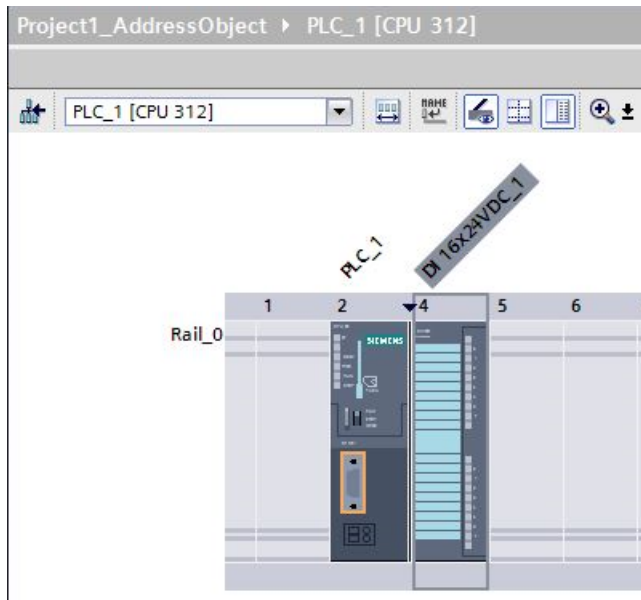 Project1_AddressObject ▸ PLC_1 [CPU 312]
PLC_1 [CPU 312]
NAME
PLC_1
DI 16x24VDC_1
1 2 4 5 6
Rail_0
SIEMENS